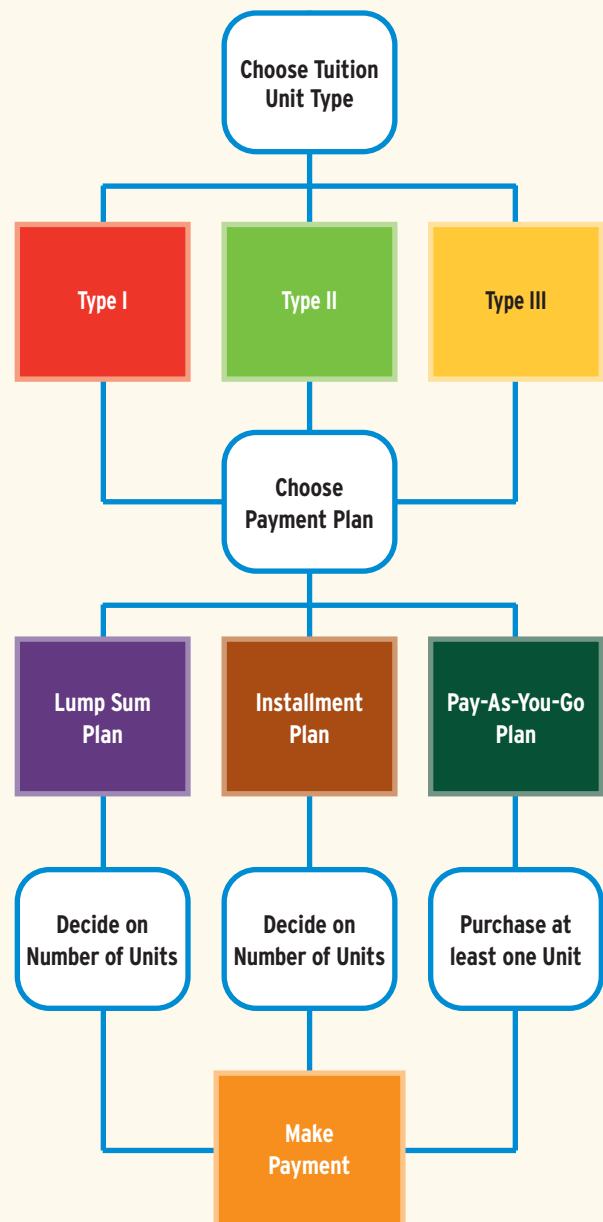 Choose Tuition
Unit Type
Type I
Type II
Type III
Choose
Payment Plan
Lump Sum
Plan
Installment
Plan
Pay-As-You-Go
Plan
Decide on
Number of Units
Decide on
Number of Units
Purchase at
least one Unit
Make
Payment